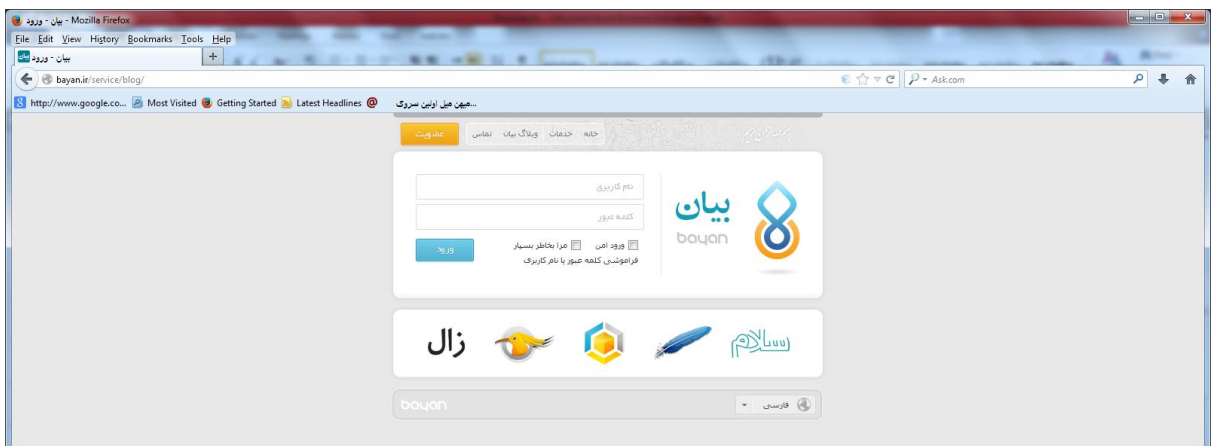 بیان - ورود - Mozilla Firefox
File Edit View History Bookmarks Tools Help
بیان - ورود
bayan.ir/service/blog/
Ask.com
http://www.google.co... Most Visited Getting Started Latest Headlines میهن میل اولین سروی...
خانه خدمات وبلاگ بیان تماس عضویت
نام کاربری
کلمه عبور
ورود امن مرا بخاطر بسپار ورود
فراموشی کلمه عبور یا نام کاربری
بیان
bayan
سلام
زال
فارسی
bayan